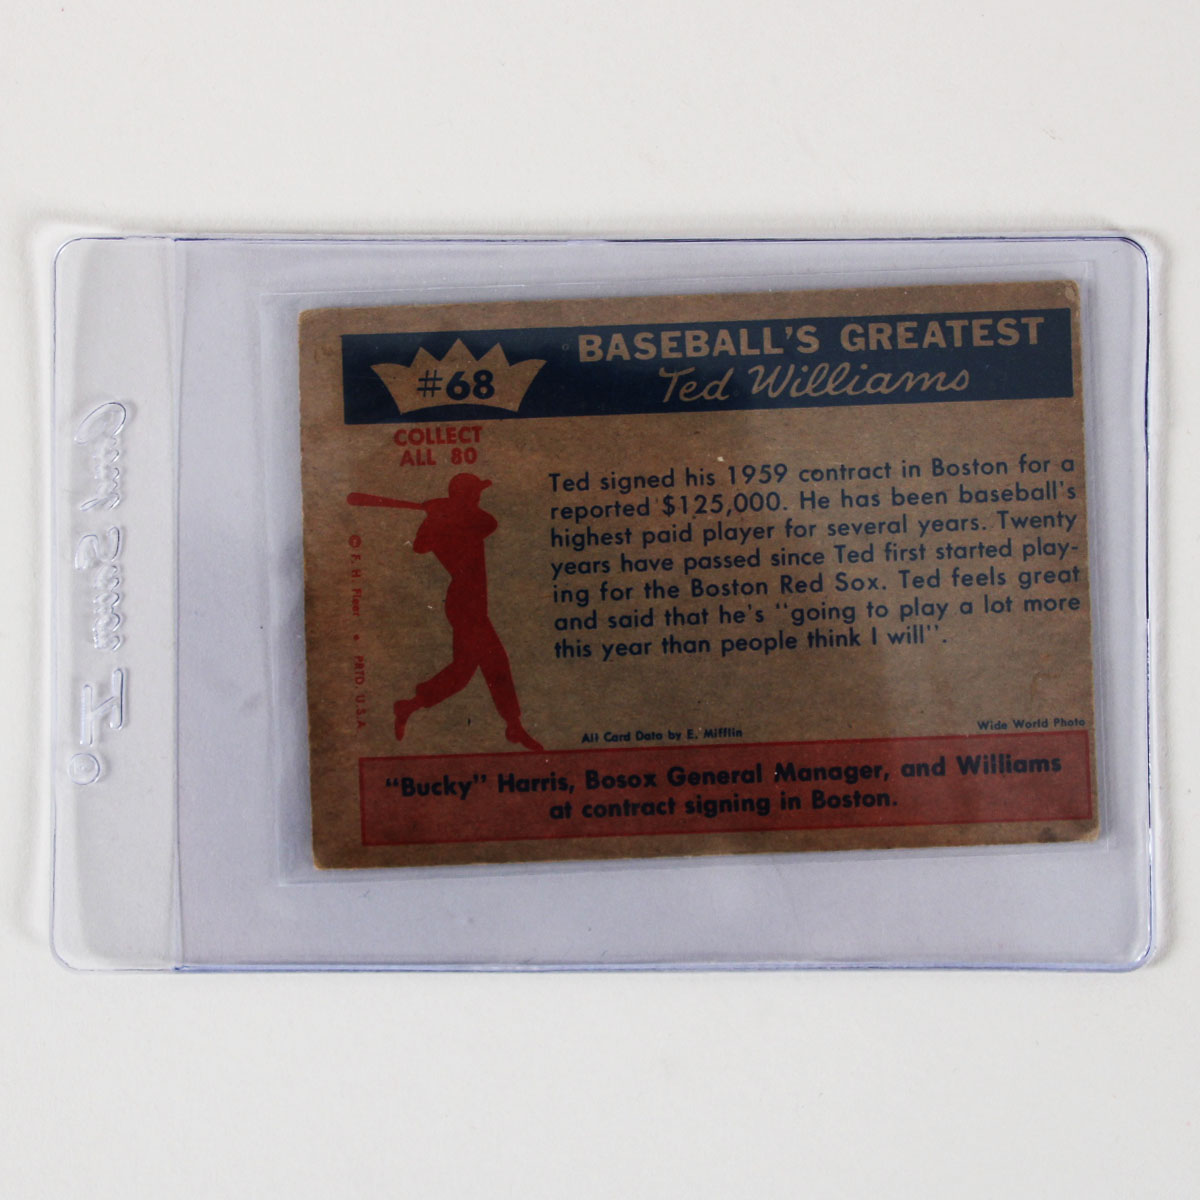 BASEBALL'S GREATEST
#68
Ted Williams
COLLECT
ALL 80
Ted signed his 1959 contract in Boston for a
reported $125,000. He has been baseball's
highest paid player for several years. Twenty
years have passed since Ted first started play-
ing for the Boston Red Sox. Ted feels great
and said that he's "going to play a lot more
this year than people think I will".
© F. H. Fleer • PRTD. U.S.A.
All Card Data by E. Mifflin
Wide World Photo
"Bucky" Harris, Bosox General Manager, and Williams
at contract signing in Boston.
Card Saver I